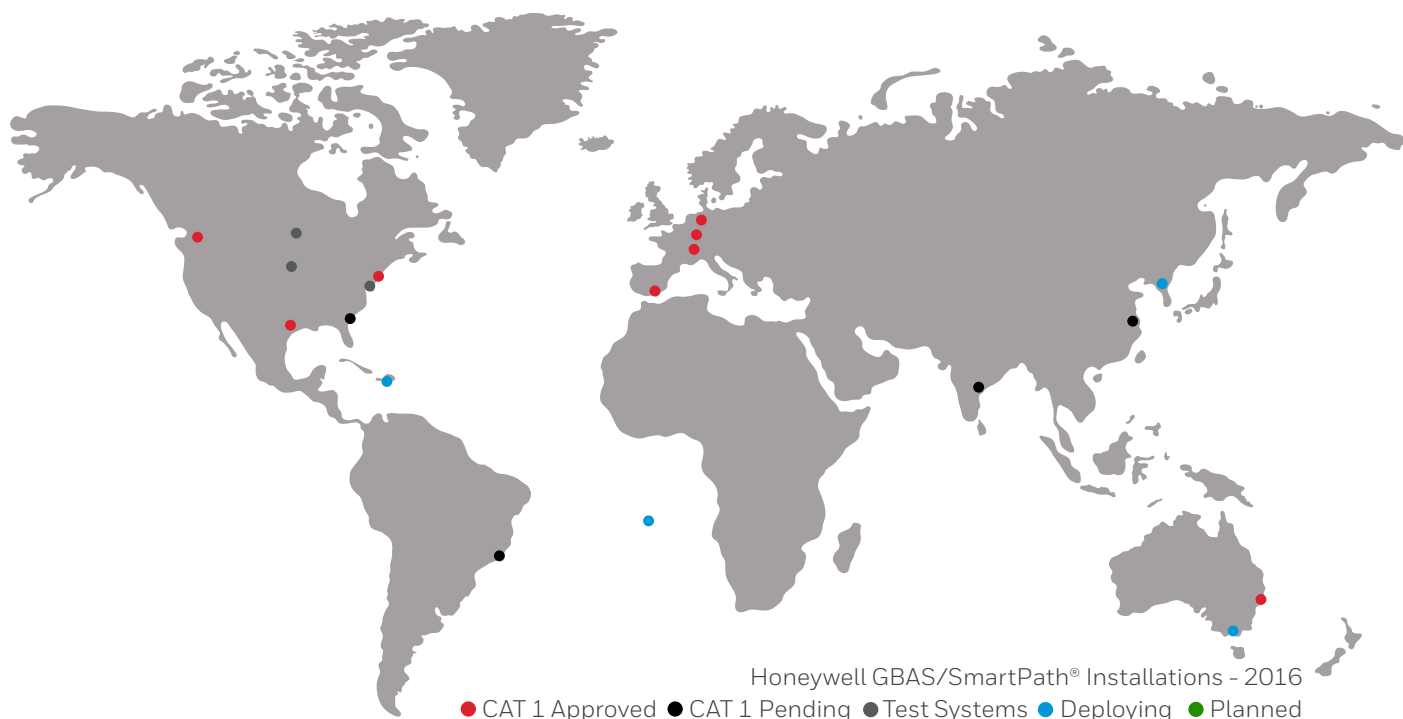 Honeywell GBAS/SmartPath® Installations - 2016
CAT 1 Approved CAT 1 Pending Test Systems Deploying Planned